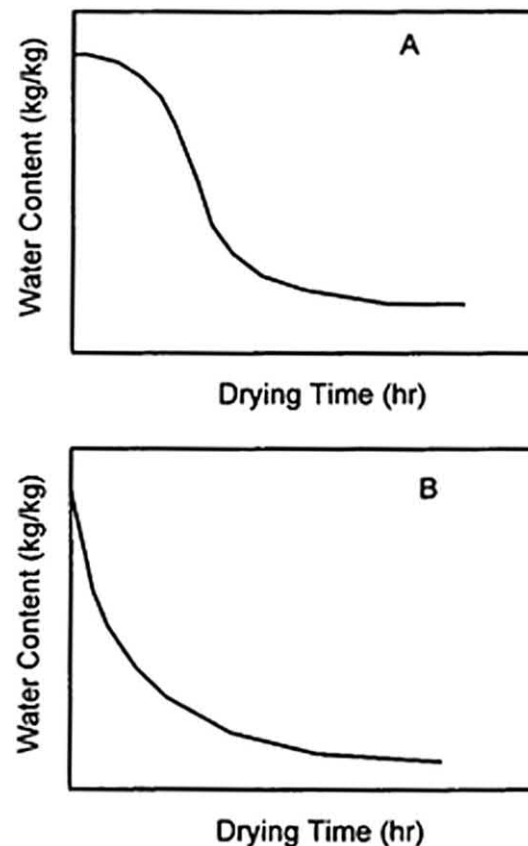 A
Water Content (kg/kg)
Drying Time (hr)
B
Water Content (kg/kg)
Drying Time (hr)